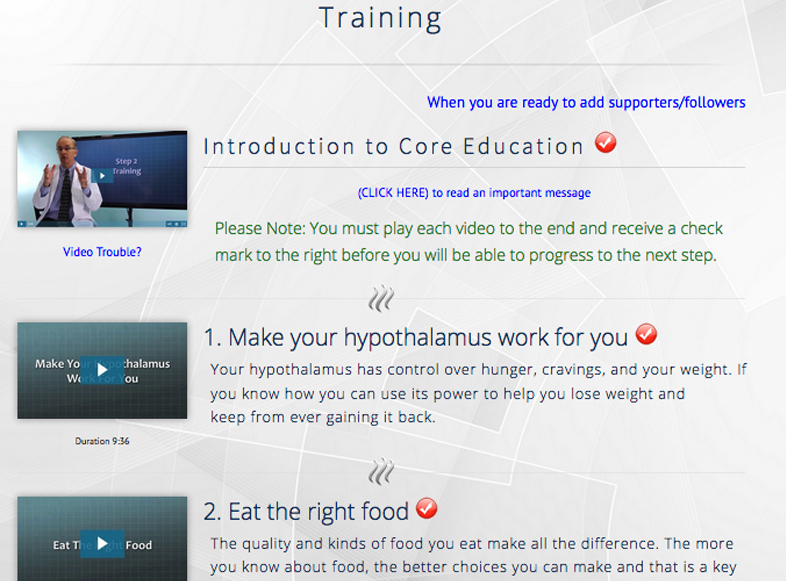 Training
When you are ready to add supporters/followers
Introduction to Core Education
Step 2
Training
(CLICK HERE) to read an important message
Please Note: You must play each video to the end and receive a check
mark to the right before you will be able to progress to the next step.
Video Trouble?
1. Make your hypothalamus work for you
Make Your Hypothalamus
Work For You
Your hypothalamus has control over hunger, cravings, and your weight. If
you know how you can use its power to help you lose weight and
keep from ever gaining it back.
Duration 9:36
2. Eat the right food
Eat The Right Food
The quality and kinds of food you eat make all the difference. The more
you know about food, the better choices you can make and that is a key